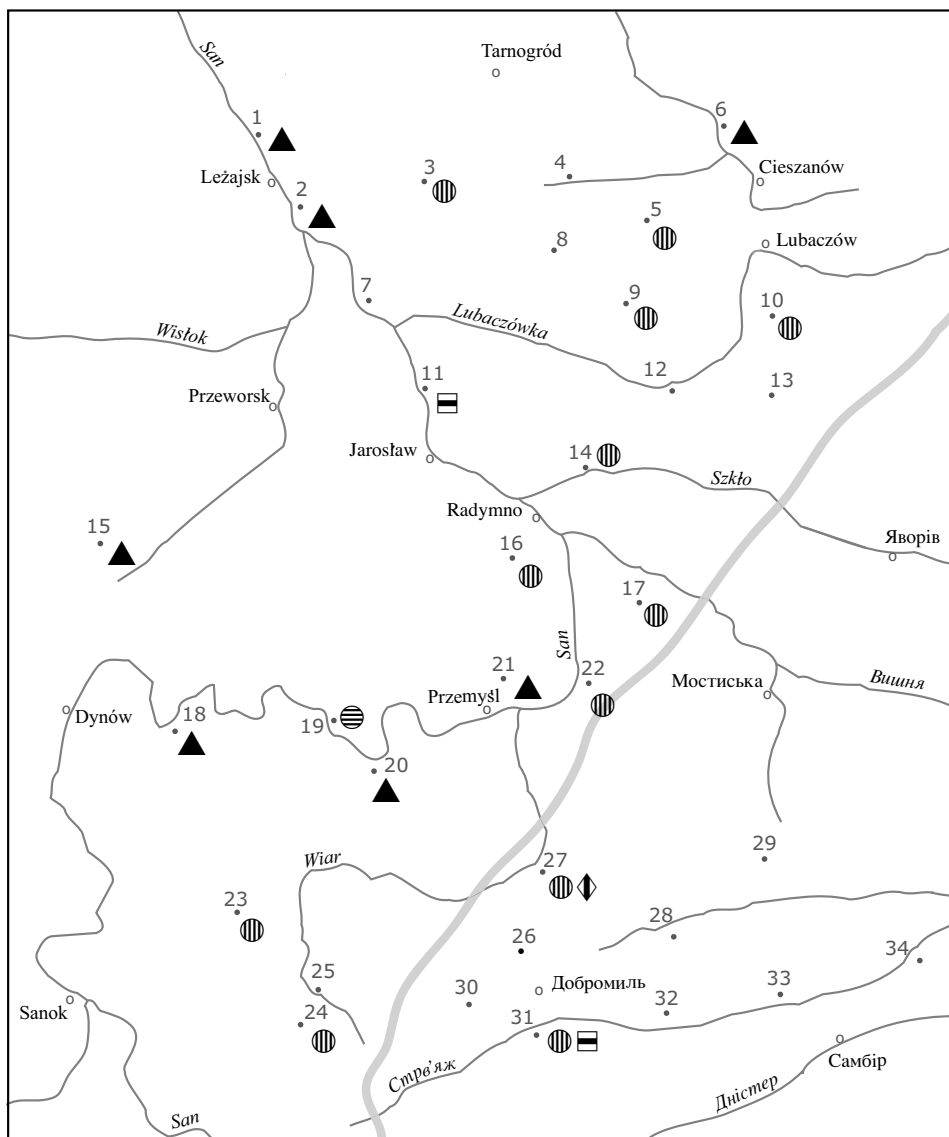 San
Tarnogród
1
6
Leżajsk
3
4
Cieszanów
2
5
8
Lubaczów
7
9
10
Wisłok
Lubaczówka
11
12
13
Przeworsk
Jarosław
14
Szkło
Radymno
15
16
Яворів
17
San
21
22
Мостиська
Вишня
Dynów
18
19
Przemyśl
20
Wiar
27
29
23
28
26
34
25
30
Добромиль
33
Sanok
24
31
32
Стрв'яж
Самбір
San
Дністер